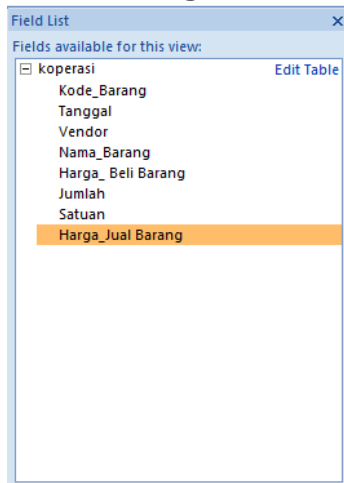 Field List
Fields available for this view:
koperasi Edit Table
Kode_Barang
Tanggal
Vendor
Nama_Barang
Harga_ Beli Barang
Jumlah
Satuan
Harga_Jual Barang